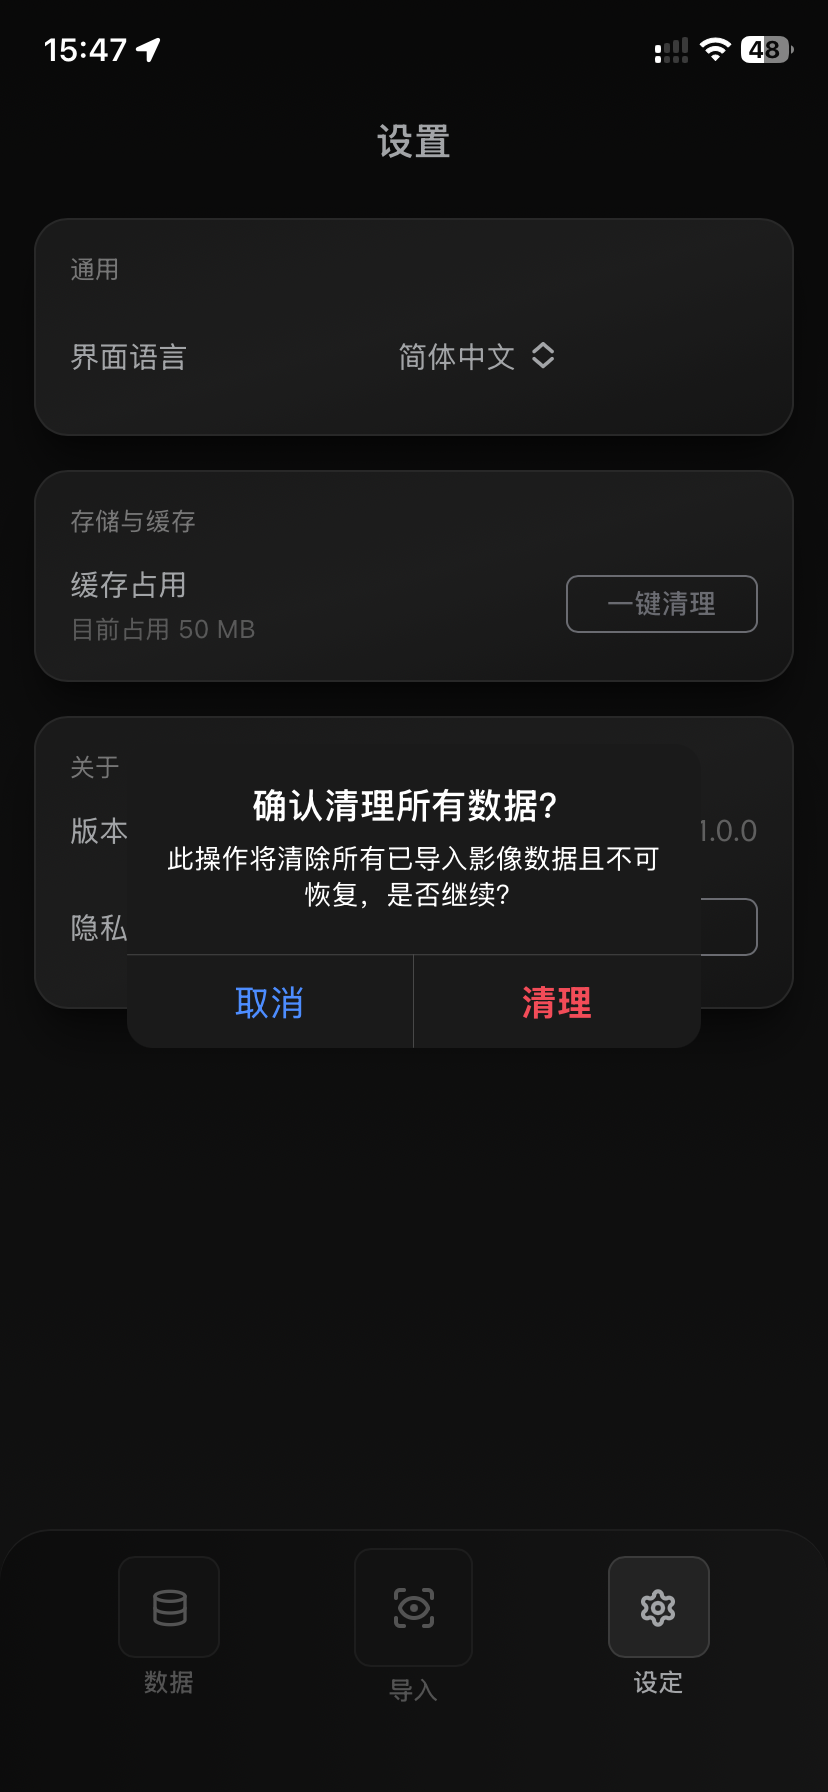 15:47
48
设置
通用
界面语言 简体中文
存储与缓存
缓存占用
目前占用 50 MB
一键清理
关于
版本 1.0.0
隐私
确认清理所有数据?
此操作将清除所有已导入影像数据且不可
恢复，是否继续?
取消 清理
数据 导入 设定